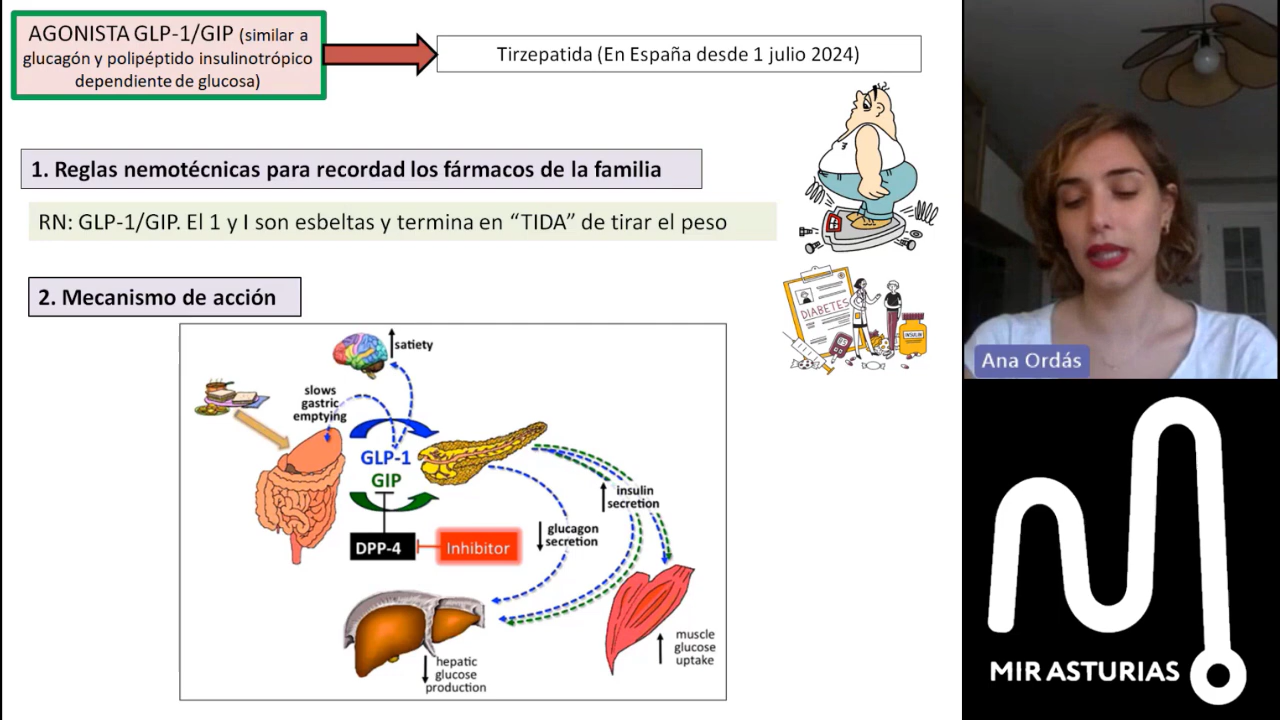 AGONISTA GLP-1/GIP (similar a
glucagón y polipéptido insulinotrópico
dependiente de glucosa)
Tirzepatida (En España desde 1 julio 2024)
1. Reglas nemotécnicas para recordad los fármacos de la familia
RN: GLP-1/GIP. El 1 y I son esbeltas y termina en “TIDA” de tirar el peso
2. Mecanismo de acción
satiety
slows
gastric
emptying
GLP-1
GIP
insulin
secretion
glucagon
secretion
DPP-4
Inhibitor
hepatic
glucose
production
muscle
glucose
uptake
DIABETES
INSULIN
Ana Ordás
MIR ASTURIAS